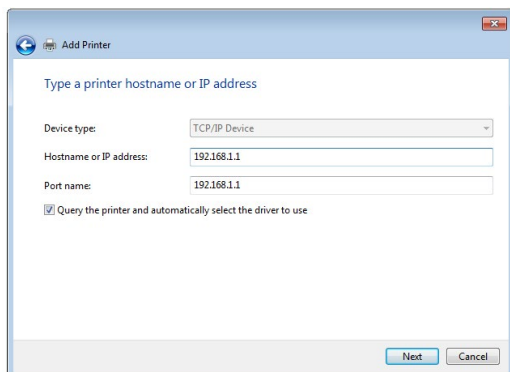 Add Printer
Type a printer hostname or IP address
Device type: TCP/IP Device
Hostname or IP address: 192.168.1.1
Port name: 192.168.1.1
Query the printer and automatically select the driver to use
Next Cancel